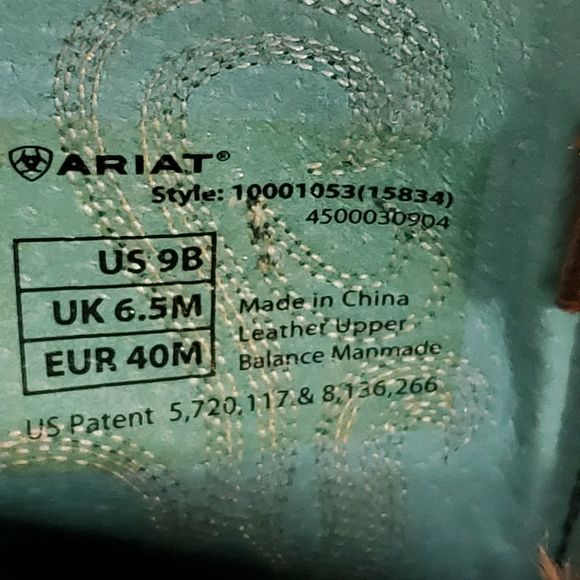 ARIAT®
Style: 10001053(15834)
4500030904
US 9B
UK 6.5M
EUR 40M
Made in China
Leather Upper
Balance Manmade
US Patent 5,720,117 & 8,136,266